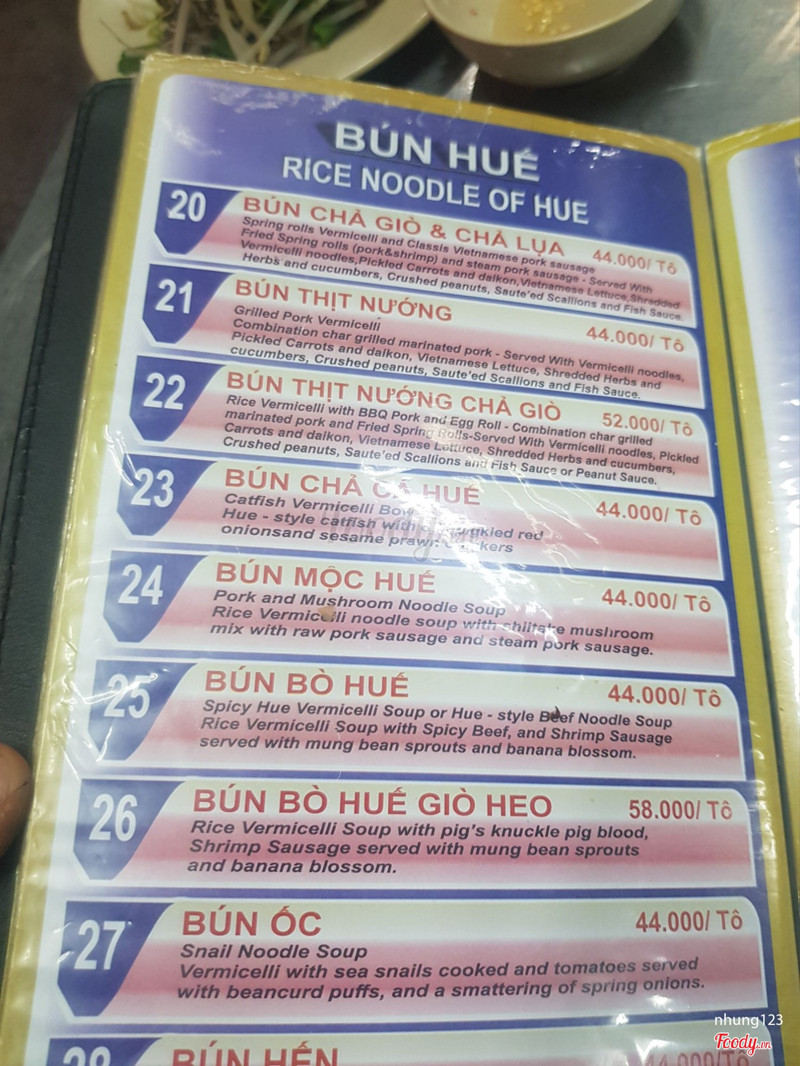 BÚN HUẾ
RICE NOODLE OF HUE
20
BÚN CHẢ GIÒ & CHẢ LỤA 44.000/ Tô
Spring rolls Vermicelli and Classis Vietnamese pork sausage
Fried Spring rolls (pork&shrimp) and steam pork sausage - Served With
Vermicelli noodles,Pickled Carrots and daikon,Vietnamese Lettuce,Shredded
Herbs and cucumbers, Crushed peanuts, Saute'ed Scallions and Fish Sauce.
21
BÚN THỊT NƯỚNG 44.000/ Tô
Grilled Pork Vermicelli
Combination char grilled marinated pork - Served With Vermicelli noodles,
Pickled Carrots and daikon, Vietnamese Lettuce, Shredded Herbs and
cucumbers, Crushed peanuts, Saute'ed Scallions and Fish Sauce.
22
BÚN THỊT NƯỚNG CHẢ GIÒ 52.000/ Tô
Rice Vermicelli with BBQ Pork and Egg Roll - Combination char grilled
marinated pork and Fried Spring Rolls-Served With Vermicelli noodles, Pickled
Carrots and daikon, Vietnamese Lettuce, Shredded Herbs and cucumbers,
Crushed peanuts, Saute'ed Scallions and Fish Sauce or Peanut Sauce.
23
BÚN CHẢ CÁ HUẾ 44.000/ Tô
Catfish Vermicelli Bowl
Hue - style catfish with red
onionsand sesame prawn crackers
24
BÚN MỘC HUẾ 44.000/ Tô
Pork and Mushroom Noodle Soup
Rice Vermicelli noodle soup with shiitake mushroom
mix with raw pork sausage and steam pork sausage.
25
BÚN BÒ HUẾ 44.000/ Tô
Spicy Hue Vermicelli Soup or Hue - style Beef Noodle Soup
Rice Vermicelli Soup with Spicy Beef, and Shrimp Sausage
served with mung bean sprouts and banana blossom.
26
BÚN BÒ HUẾ GIÒ HEO 58.000/ Tô
Rice Vermicelli Soup with pig's knuckle pig blood,
Shrimp Sausage served with mung bean sprouts
and banana blossom.
27
BÚN ỐC 44.000/ Tô
Snail Noodle Soup
Vermicelli with sea snails cooked and tomatoes served
with beancurd puffs, and a smattering of spring onions.
28
BÚN HẾN 44.000/ Tô
nhung123
Foody.vn